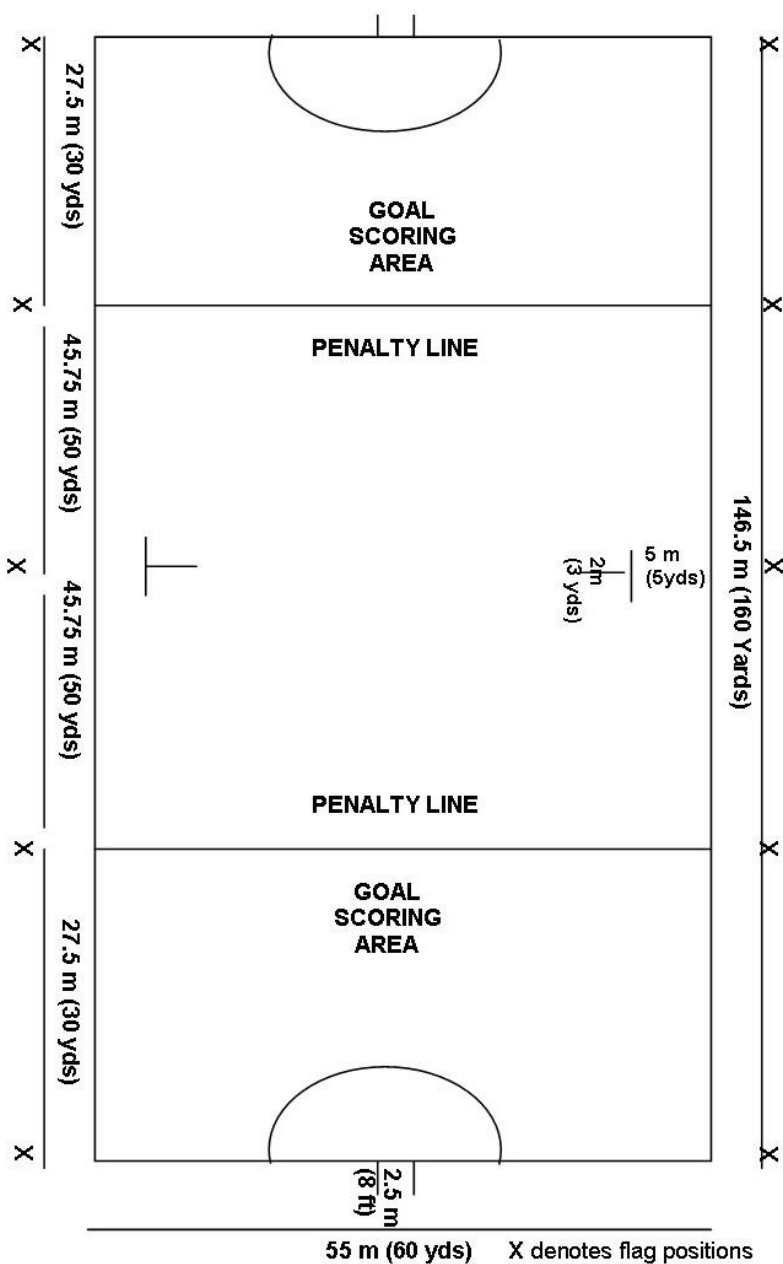 X
X
27.5 m (30 yds)
GOAL
SCORING
AREA
X
X
PENALTY LINE
45.75 m (50 yds)
146.5 m (160 Yards)
X
2m
(3 yds)
5 m
(5yds)
X
45.75 m (50 yds)
PENALTY LINE
X
X
GOAL
SCORING
AREA
27.5 m (30 yds)
X
X
2.5 m
(8 ft)
55 m (60 yds)
X denotes flag positions